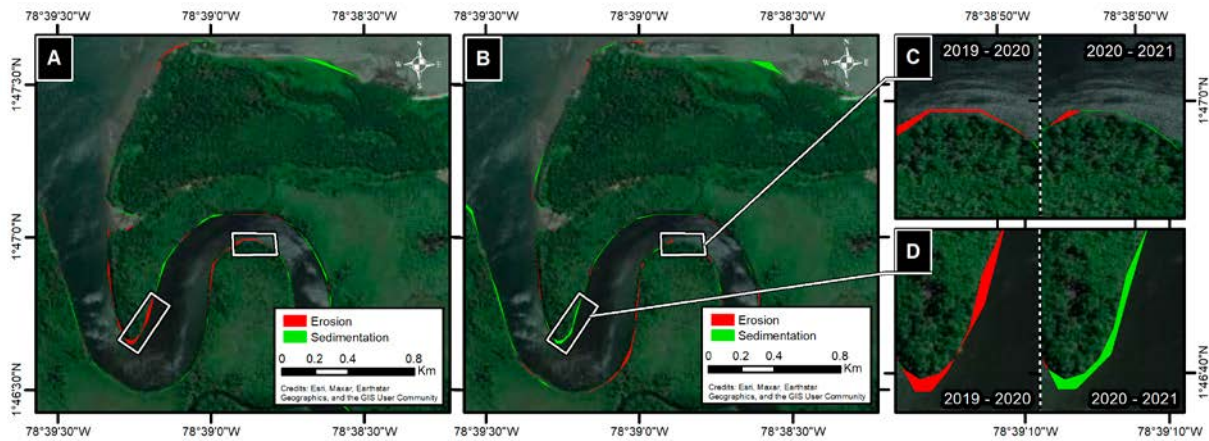 78°39'30"W 78°39'0"W 78°38'30"W 78°39'30"W 78°39'0"W 78°38'30"W 78°38'50"W 78°38'50"W
A
B
C
2019 - 2020
2020 - 2021
N
W E
S
N
W E
S
1°47'30"N
1°47'0"N
1°46'30"N
1°47'0"N
D
1°46'40"N
2019 - 2020
2020 - 2021
Erosion
Sedimentation
0 0.2 0.4 0.8
Km
Credits: Esri, Maxar, Earthstar
Geographics, and the GIS User Community
Erosion
Sedimentation
0 0.2 0.4 0.8
Km
Credits: Esri, Maxar, Earthstar
Geographics, and the GIS User Community
78°39'30"W 78°39'0"W 78°38'30"W 78°39'30"W 78°39'0"W 78°38'30"W 78°39'10"W 78°39'10"W